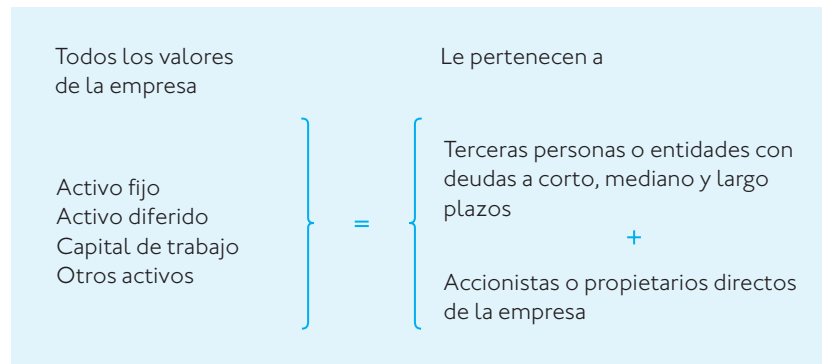 Todos los valores
de la empresa
Le pertenecen a
Activo fijo
Activo diferido
Capital de trabajo
Otros activos
=
Terceras personas o entidades con
deudas a corto, mediano y largo
plazos
+
Accionistas o propietarios directos
de la empresa